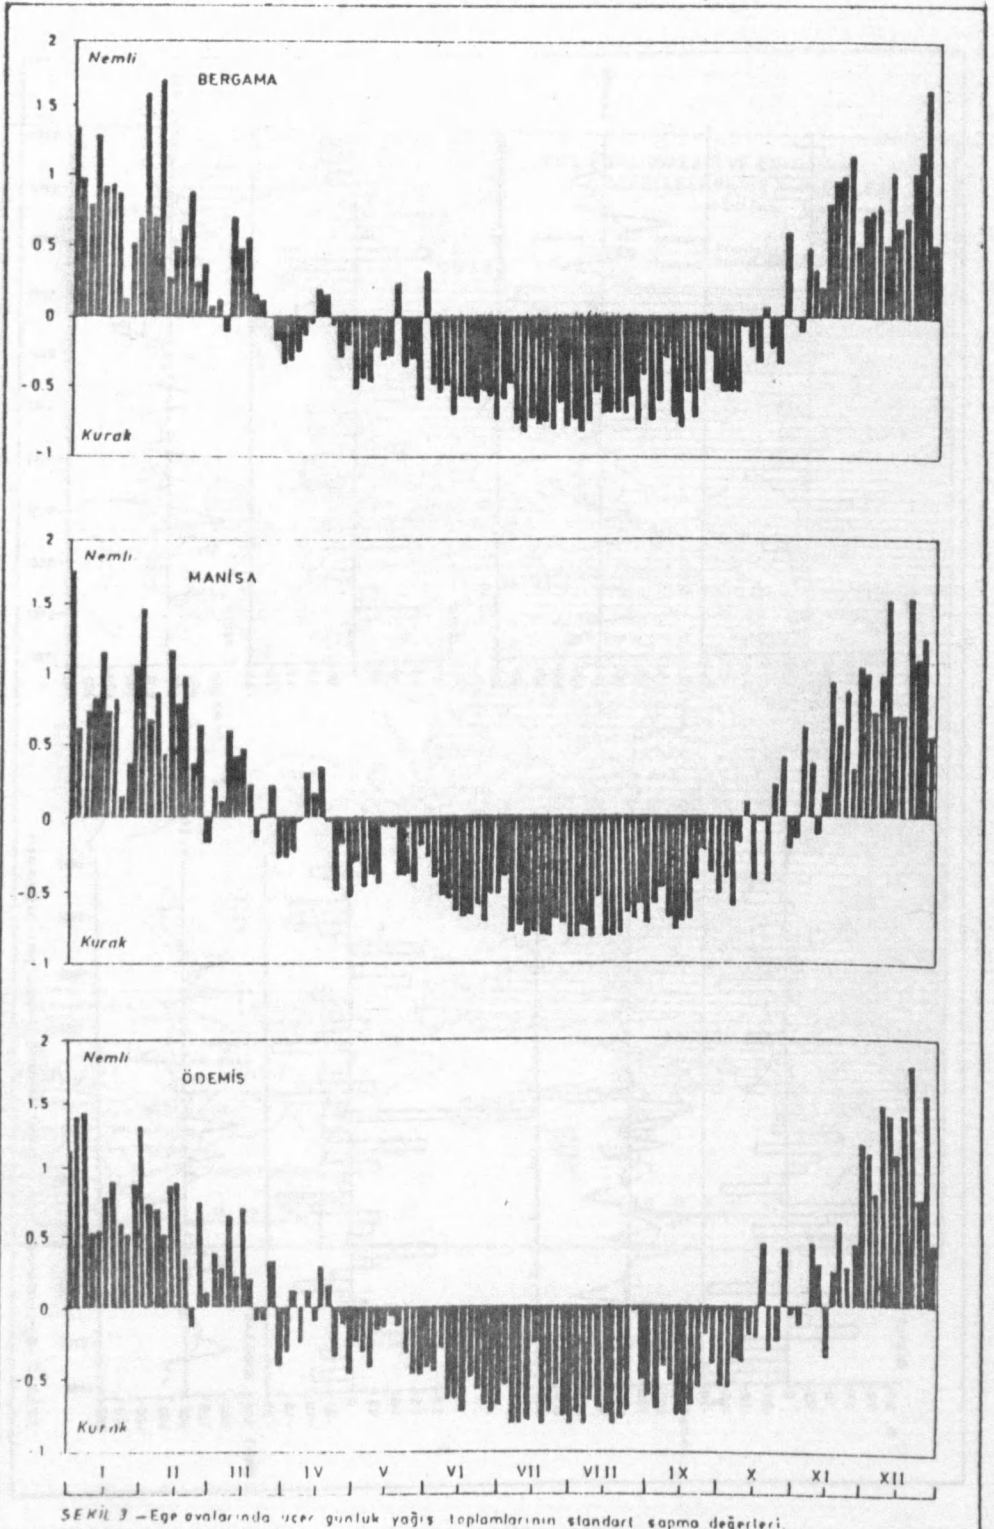 2
Nemli
BERGAMA
1 5
1
0 5
0
-0.5
Kurak
-1
2
Nemli
MANİSA
1.5
1
0.5
0
-0.5
Kurak
-1
2
Nemli
ÖDEMİS
1.5
1
0.5
0
-0.5
Kurak
-1
I II III IV V VI VII VIII IX X XI XII
ŞEKİL 3 —Ege ovalarında üçer günlük yağış toplamlarının standart sapma değerleri.